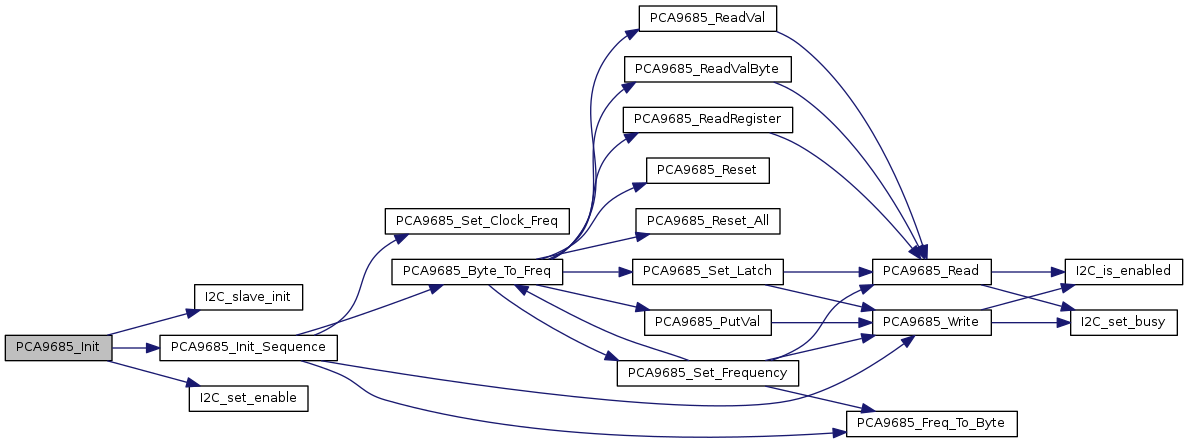 PCA9685_ReadVal
PCA9685_ReadValByte
PCA9685_ReadRegister
PCA9685_Reset
PCA9685_Set_Clock_Freq
PCA9685_Reset_All
PCA9685_Byte_To_Freq
PCA9685_Set_Latch
PCA9685_Read
I2C_is_enabled
I2C_slave_init
PCA9685_PutVal
PCA9685_Write
I2C_set_busy
PCA9685_Init
PCA9685_Init_Sequence
PCA9685_Set_Frequency
I2C_set_enable
PCA9685_Freq_To_Byte